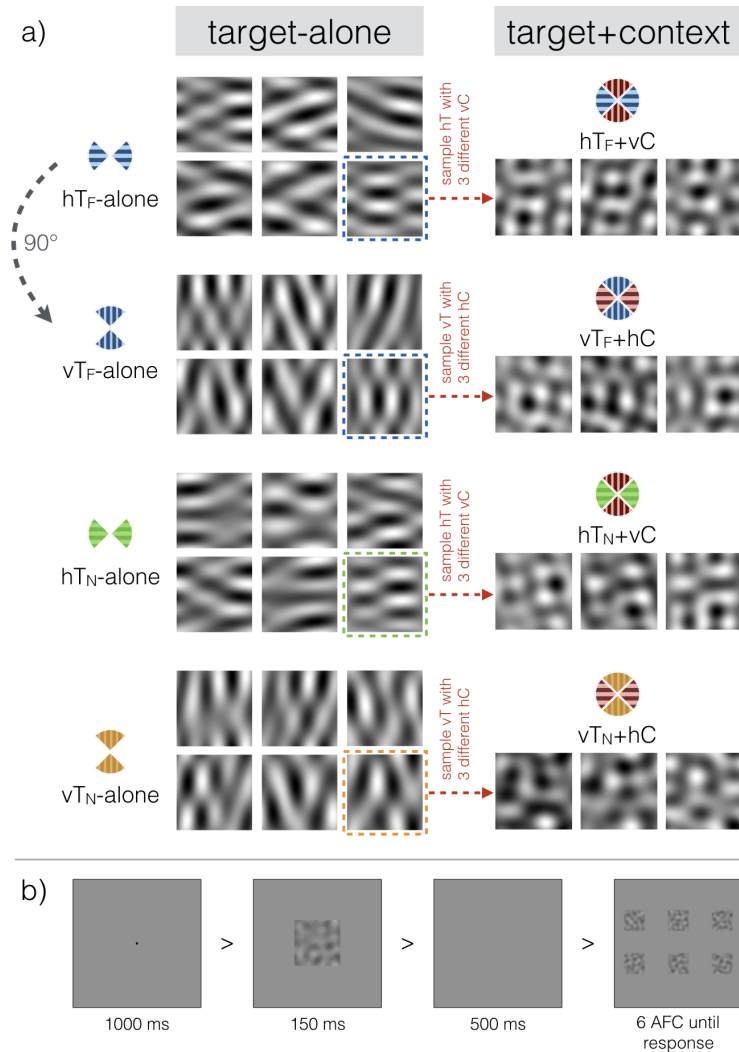 a)
target-alone
target+context
hTF-alone
90°
sample hT with
3 different vC
hTF+vC
vTF-alone
sample vT with
3 different hC
vTF+hC
hTN-alone
sample hT with
3 different vC
hTN+vC
vTN-alone
sample vT with
3 different hC
vTN+hC
b)
>
>
>
1000 ms
150 ms
500 ms
6 AFC until
response